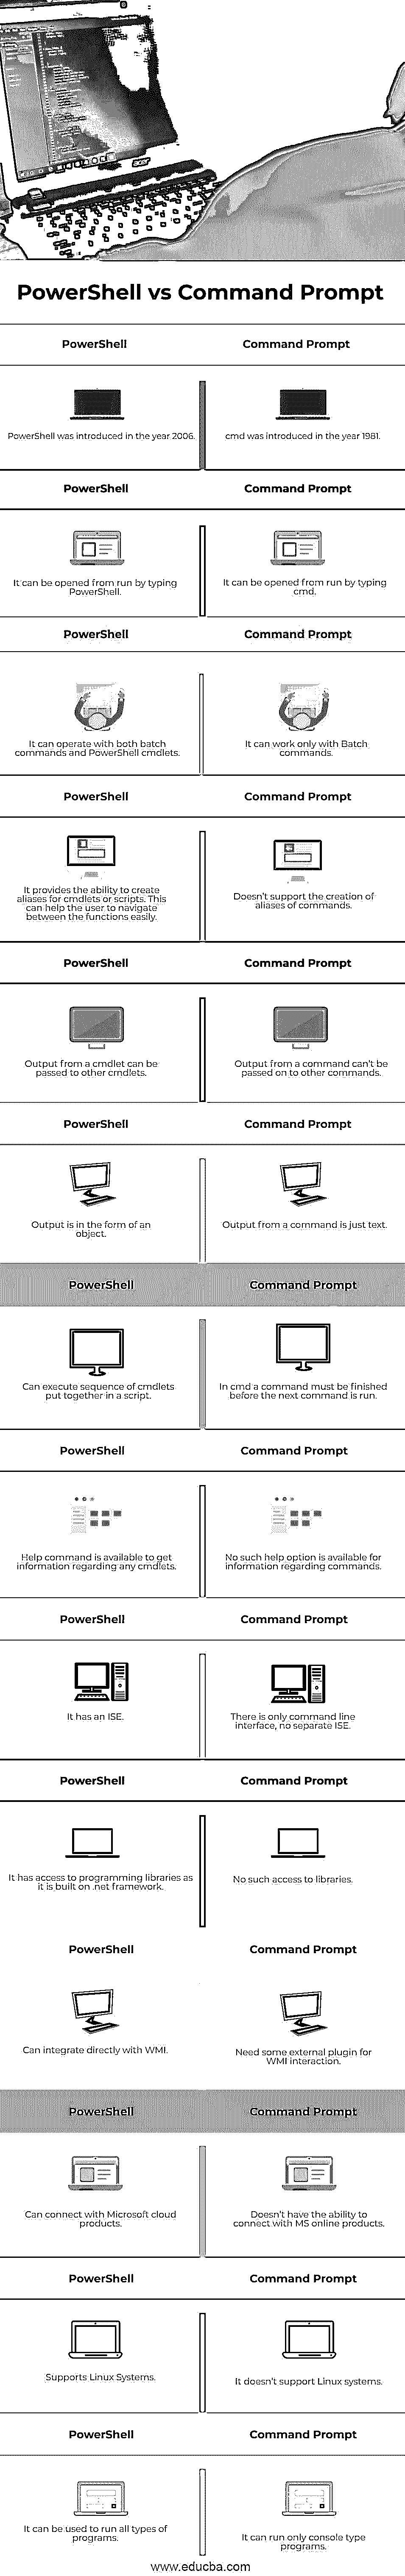 PowerShell vs Command Prompt
PowerShell Command Prompt
PowerShell was introduced in the year 2006. cmd was introduced in the year 1981.
PowerShell Command Prompt
It can be opened from run by typing
PowerShell.
It can be opened from run by typing
cmd.
PowerShell Command Prompt
It can operate with both batch
commands and PowerShell cmdlets.
It can work only with Batch
commands.
PowerShell Command Prompt
It provides the ability to create
aliases for cmdlets or scripts. This
can help the user to navigate
between the functions easily.
Doesn't support the creation of
aliases of commands.
PowerShell Command Prompt
Output from a cmdlet can be
passed to other cmdlets.
Output from a command can't be
passed on to other commands.
PowerShell Command Prompt
Output is in the form of an
object.
Output from a command is just text.
PowerShell Command Prompt
Can execute sequence of cmdlets
put together in a script.
In cmd a command must be finished
before the next command is run.
PowerShell Command Prompt
Help command is available to get
information regarding any cmdlets.
No such help option is available for
information regarding commands.
PowerShell Command Prompt
It has an ISE.
There is only command line
interface, no separate ISE.
PowerShell Command Prompt
It has access to programming libraries as
it is built on .net framework.
No such access to libraries.
PowerShell Command Prompt
Can integrate directly with WMI.
Need some external plugin for
WMI interaction.
PowerShell Command Prompt
Can connect with Microsoft cloud
products.
Doesn't have the ability to
connect with MS online products.
PowerShell Command Prompt
Supports Linux Systems.
It doesn't support Linux systems.
PowerShell Command Prompt
It can be used to run all types of
programs.
It can run only console type
programs.
www.educba.com